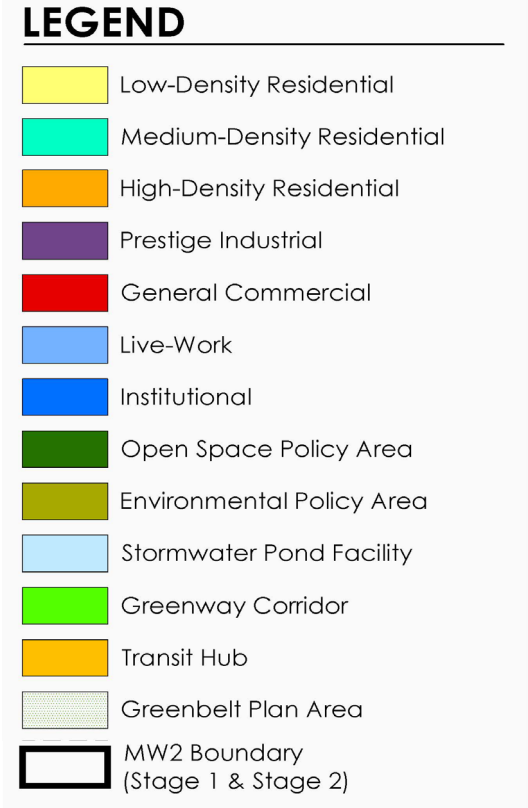 LEGEND
Low-Density Residential
Medium-Density Residential
High-Density Residential
Prestige Industrial
General Commercial
Live-Work
Institutional
Open Space Policy Area
Environmental Policy Area
Stormwater Pond Facility
Greenway Corridor
Transit Hub
Greenbelt Plan Area
MW2 Boundary
(Stage 1 & Stage 2)